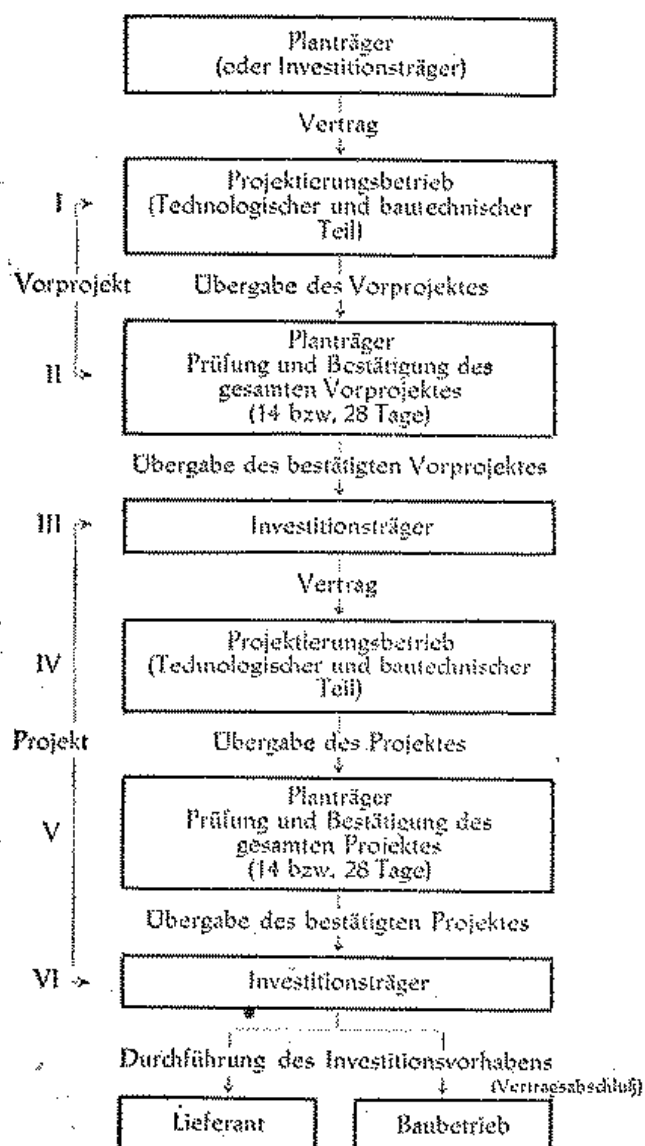 Planträger
(oder Investitionsträger)
Vertrag
I
Projektierungsbetrieb
(Technologischer und bautechnischer
Teil)
Vorprojekt
Übergabe des Vorprojektes
II
Planträger
Prüfung und Bestätigung des
gesamten Vorprojektes
(14 bzw. 28 Tage)
Übergabe des bestätigten Vorprojektes
III
Investitionsträger
Vertrag
IV
Projektierungsbetrieb
(Technologischer und bautechnischer
Teil)
Projekt
Übergabe des Projektes
V
Planträger
Prüfung und Bestätigung des
gesamten Projektes
(14 bzw. 28 Tage)
Übergabe des bestätigten Projektes
VI
Investitionsträger
Durchführung des Investitionsvorhabens
(Vertragsabschluß)
Lieferant
Baubetrieb